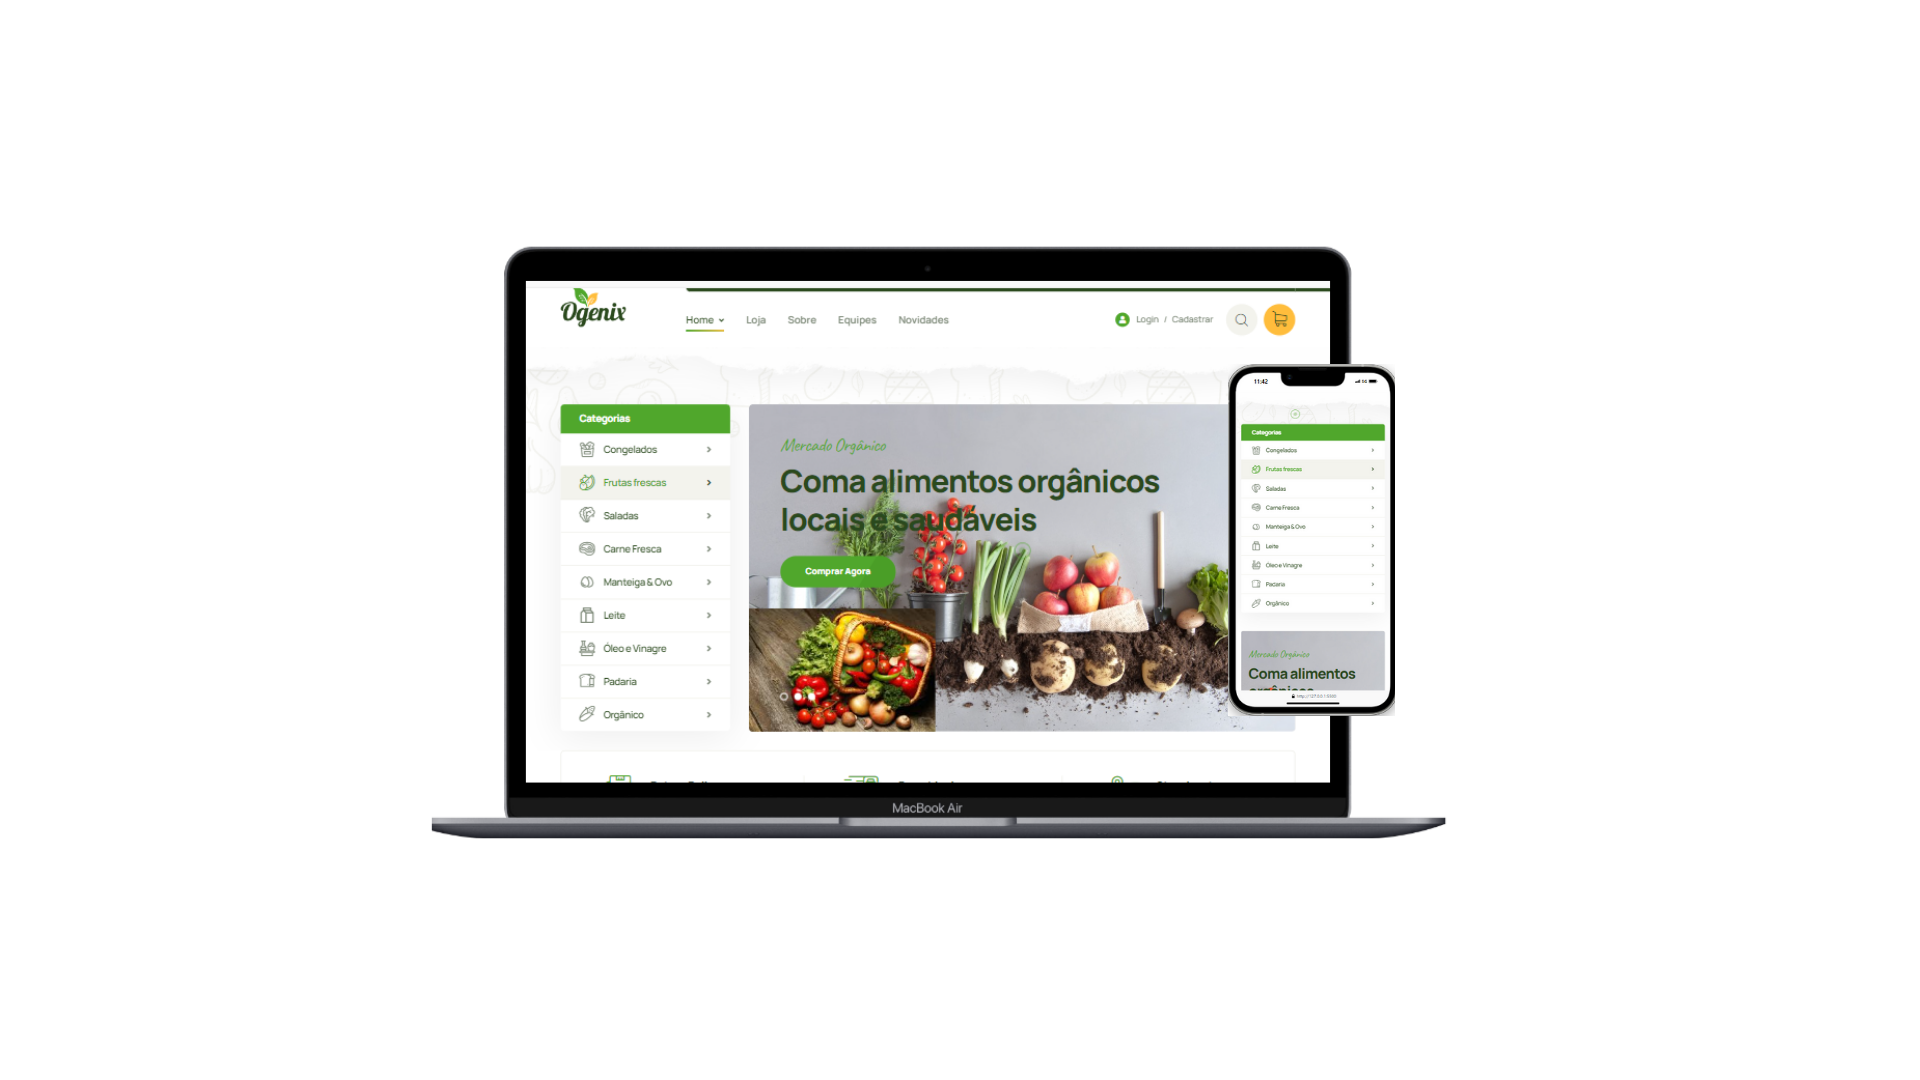 Ogenix
Home
Loja
Sobre
Equipes
Novidades
Login / Cadastrar
Categorias
Congelados
Frutas frescas
Saladas
Carne Fresca
Manteiga & Ovo
Leite
Óleo e Vinagre
Padaria
Orgânico
Mercado Orgânico
Coma alimentos orgânicos
locais e saudáveis
Comprar Agora
MacBook Air
11:42
Categorias
Congelados
Frutas frescas
Saladas
Carne Fresca
Manteiga & Ovo
Leite
Óleo e Vinagre
Padaria
Orgânico
Mercado Orgânico
Coma alimentos